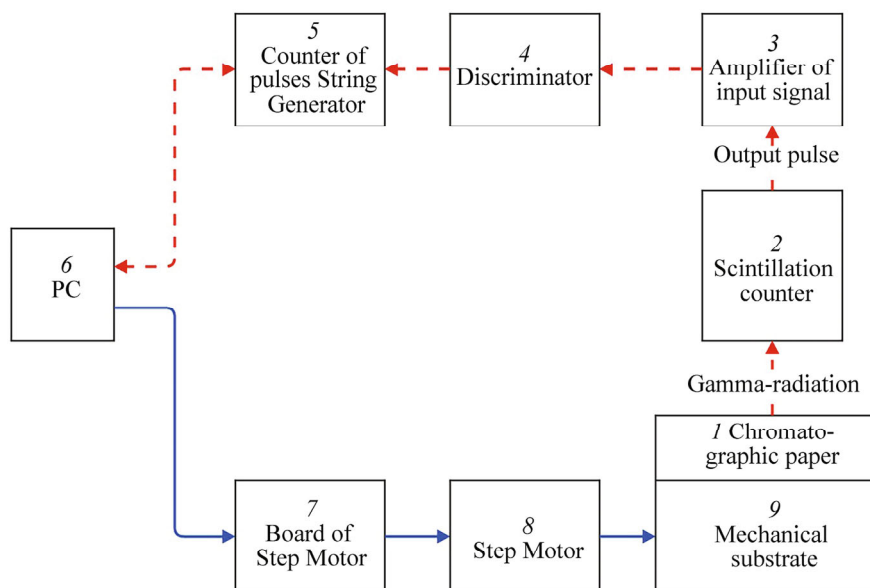 5
Counter of
pulses String
Generator
4
Discriminator
3
Amplifier of
input signal
Output pulse
6
PC
2
Scintillation
counter
Gamma-radiation
1 Chromato-
graphic paper
7
Board of
Step Motor
8
Step Motor
9
Mechanical
substrate